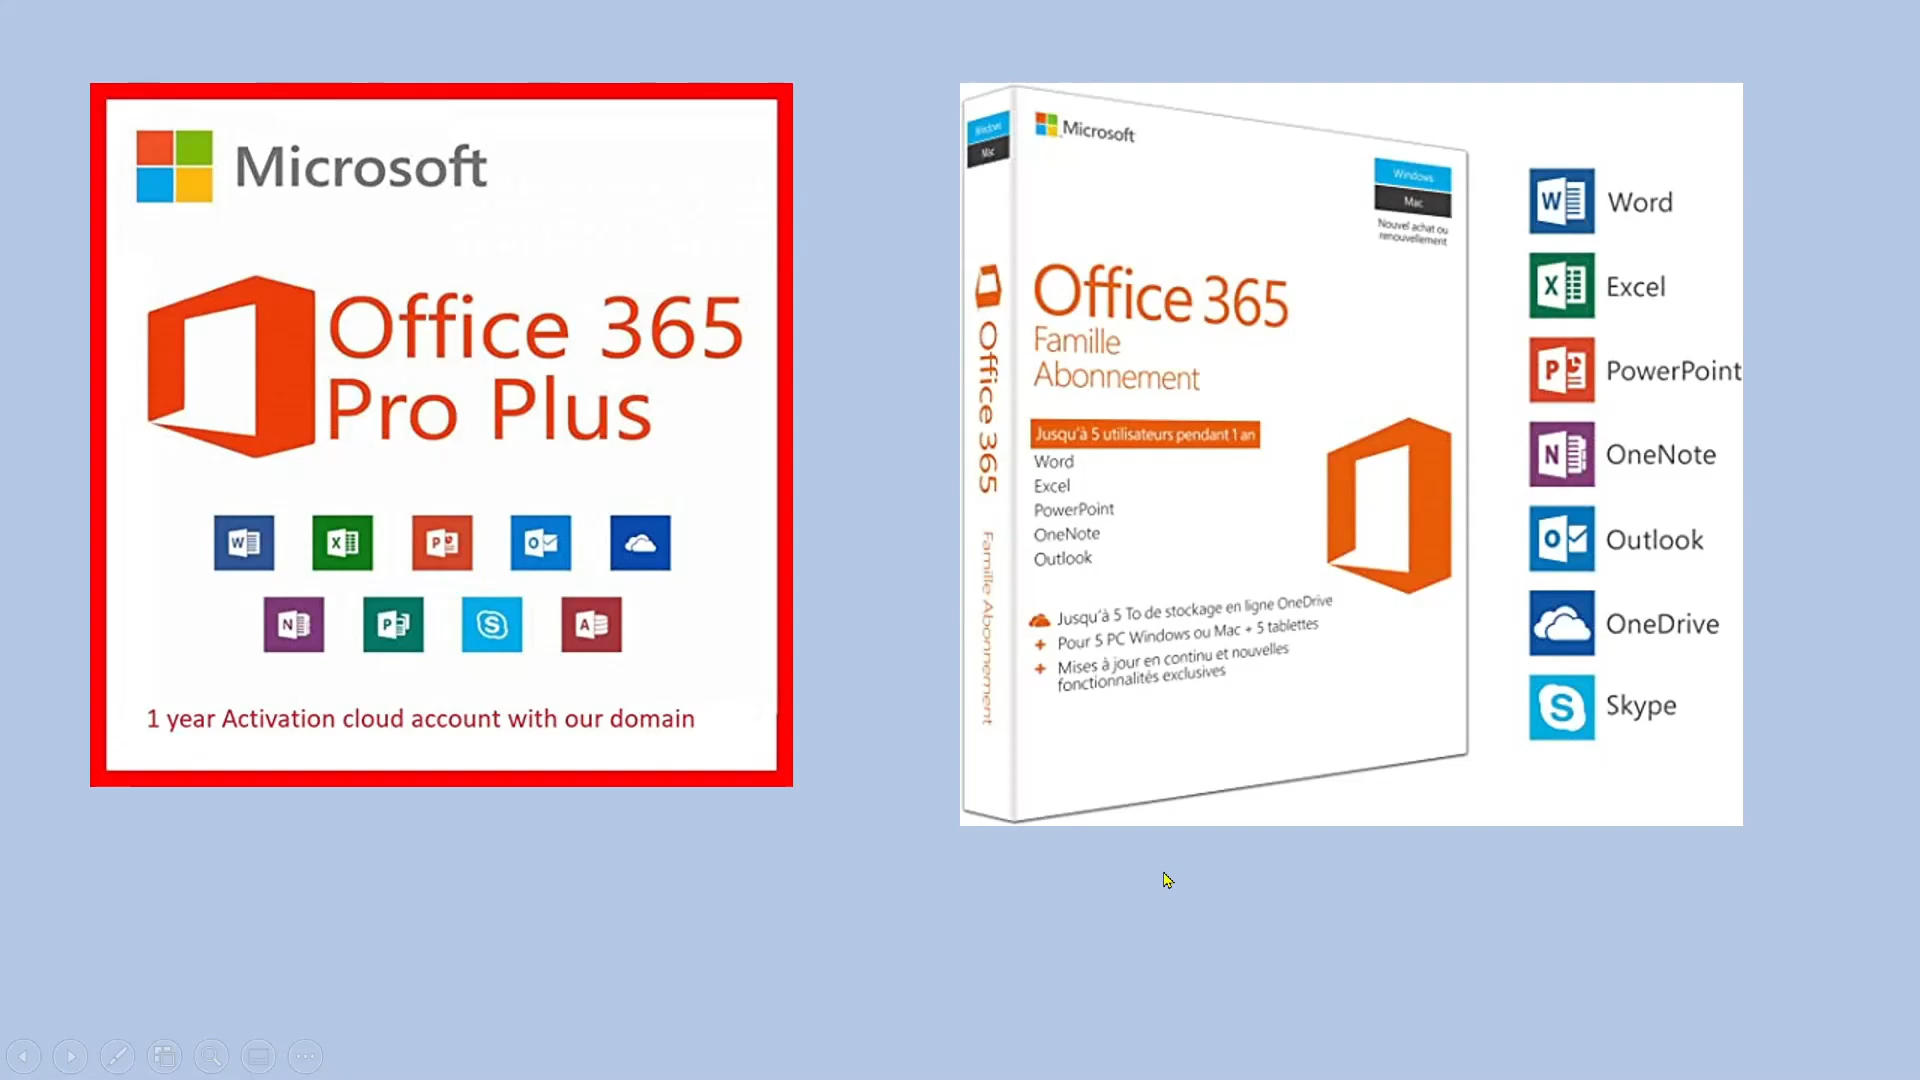 Microsoft
Office 365
Pro Plus
1 year Activation cloud account with our domain
Windows
Mac
Office 365
Famille Abonnement
Microsoft
Windows
Mac
Nouvel achat ou
renouvellement
Office 365
Famille
Abonnement
Jusqu'à 5 utilisateurs pendant 1 an
Word
Excel
PowerPoint
OneNote
Outlook
Jusqu'à 5 To de stockage en ligne OneDrive
+ Pour 5 PC Windows ou Mac + 5 tablettes
+ Mises à jour en continu et nouvelles
fonctionnalités exclusives
Word
Excel
PowerPoint
OneNote
Outlook
OneDrive
Skype